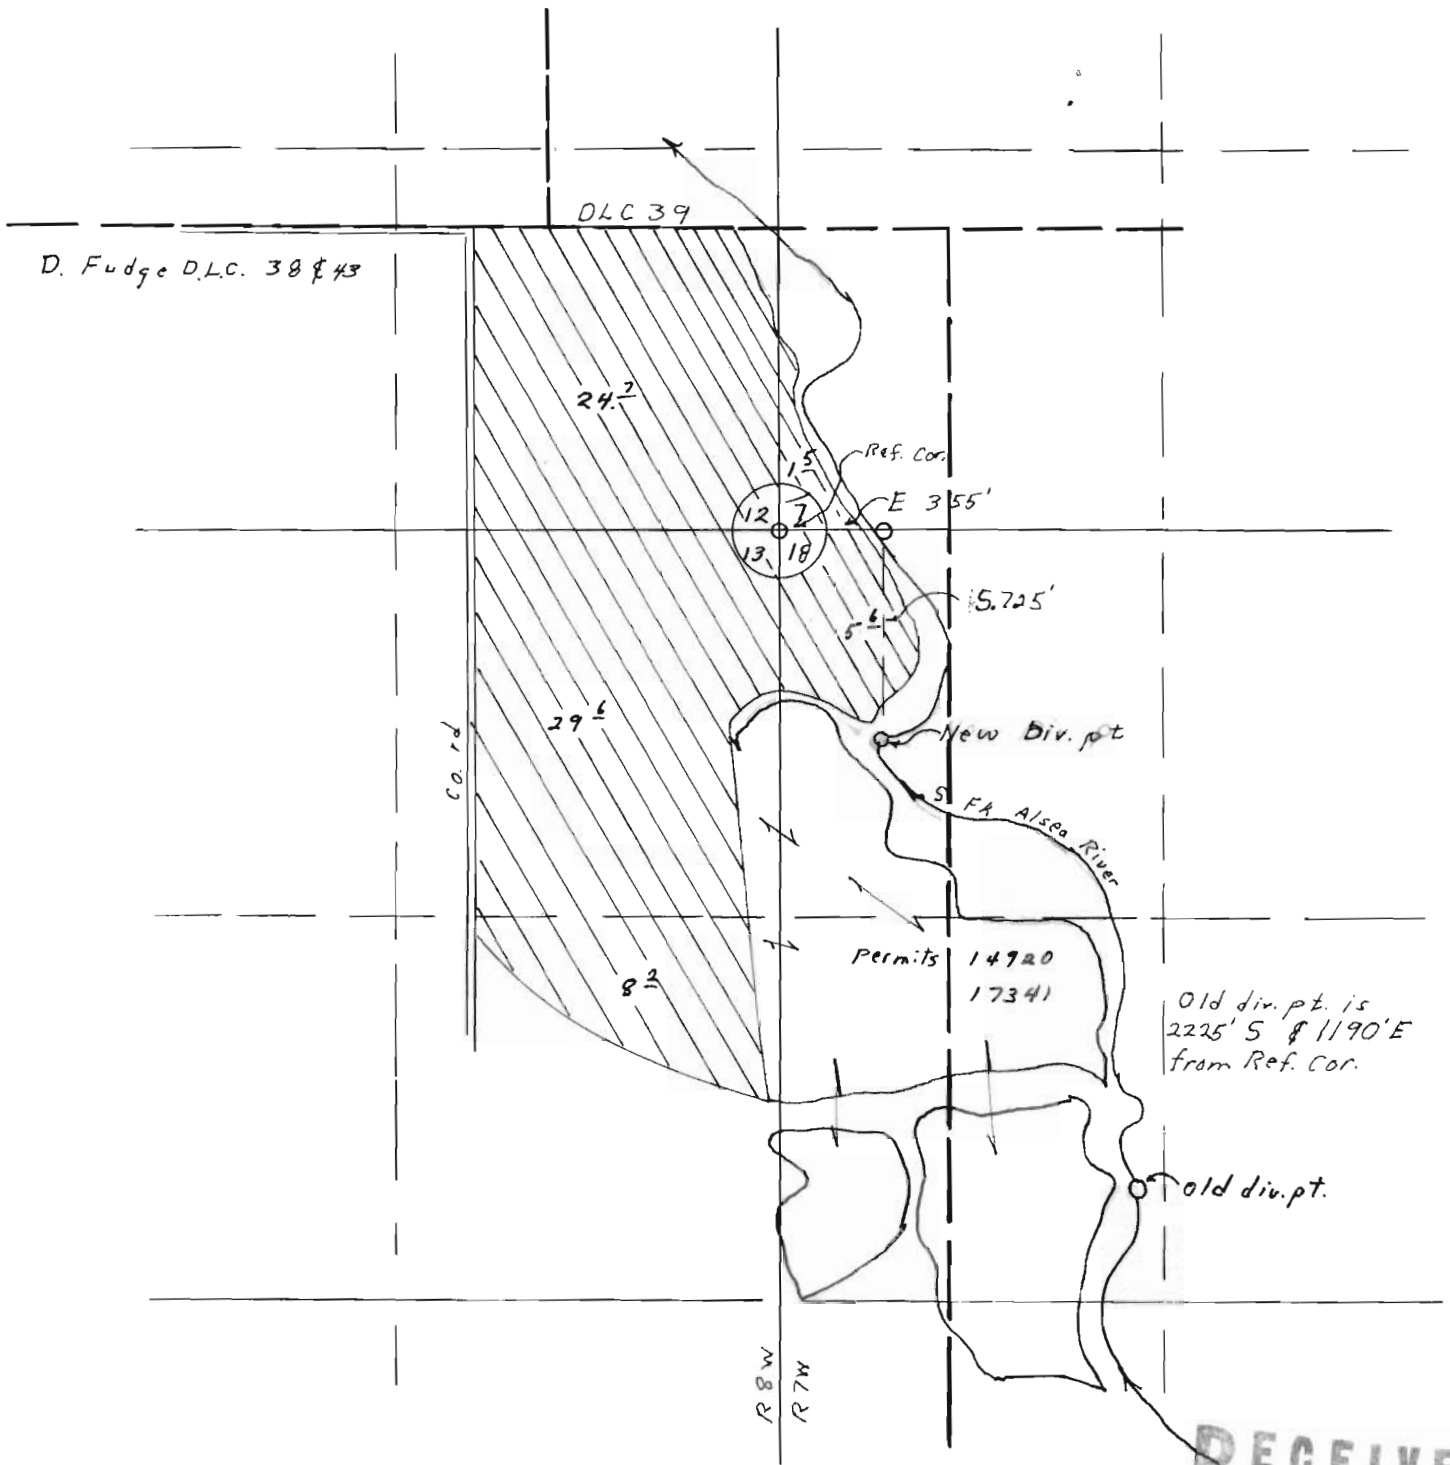 DLC 39
D. Fudge D.L.C. 38 & 43
24.7
Ref. Cor.
1 5
12 7
13 18
E 355'
S. 725'
5 6
29 6
Co. rd
New Div. pt
S Fk Alsea River
Permits 14920
17341
8 2
Old div. pt. is
2225' S & 1190' E
from Ref. Cor.
Old div. pt.
R8W
R7W
RECEIVE